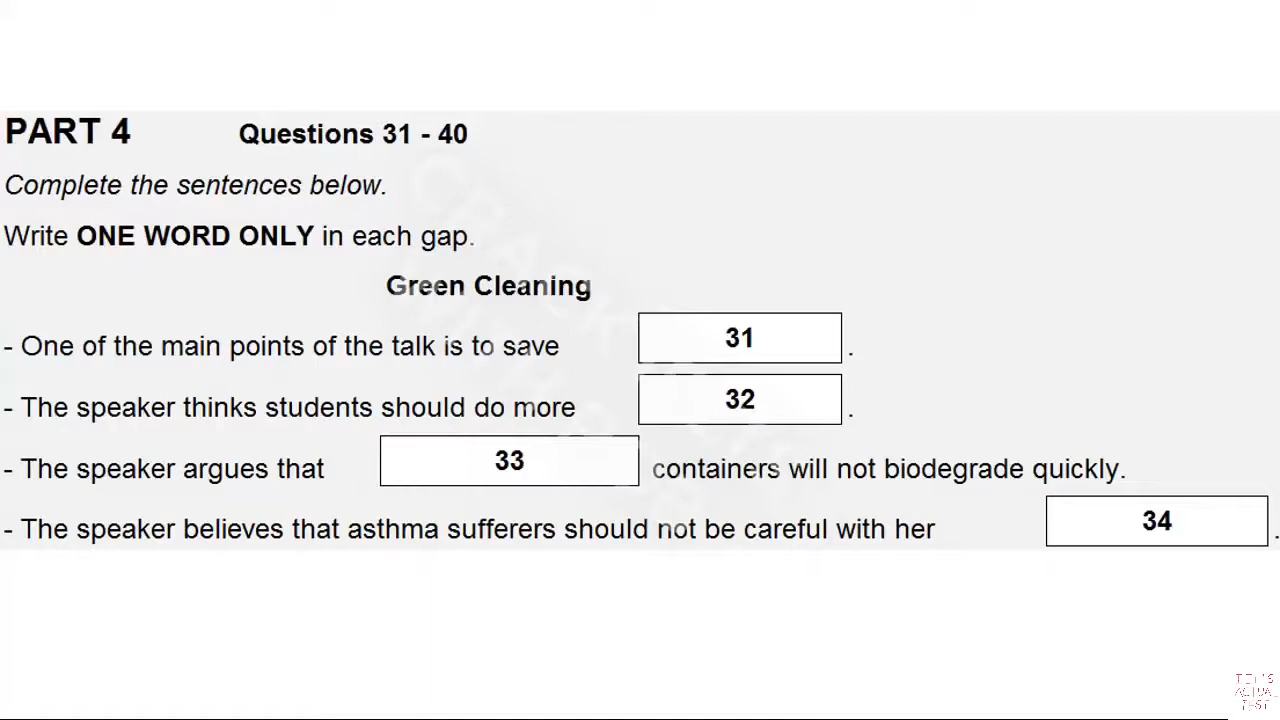 PART 4 Questions 31 - 40
Complete the sentences below.
Write ONE WORD ONLY in each gap.
Green Cleaning
- One of the main points of the talk is to save 31 .
- The speaker thinks students should do more 32 .
- The speaker argues that 33 containers will not biodegrade quickly.
- The speaker believes that asthma sufferers should not be careful with her 34 .
ACTUAL
TEST